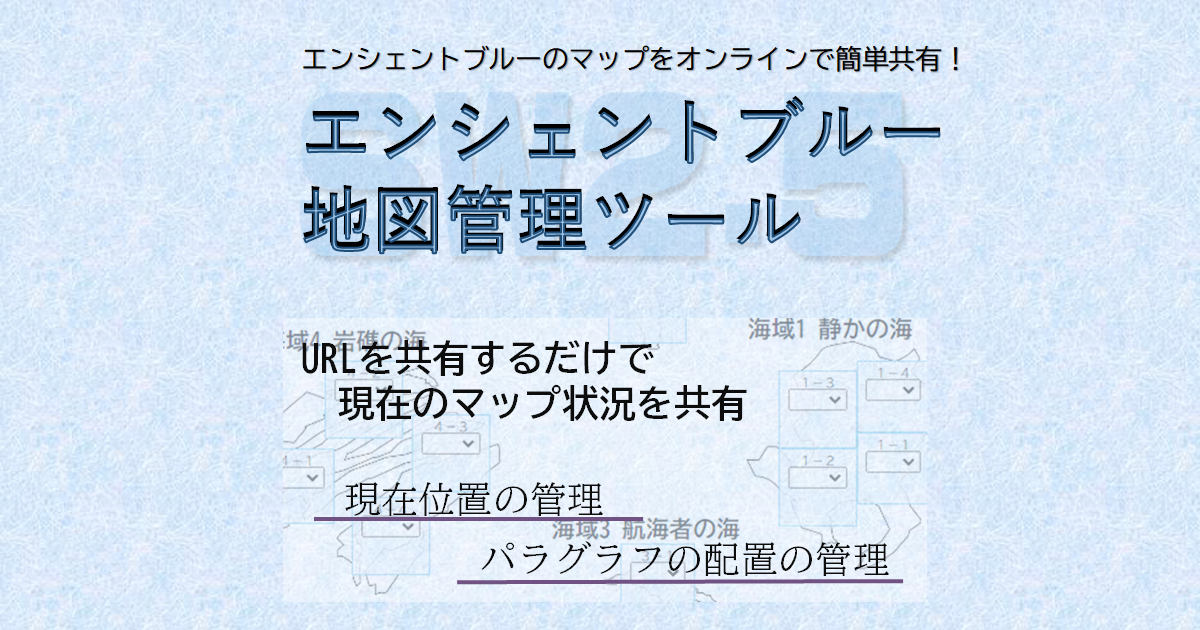 エンシェントブルーのマップをオンラインで簡単共有！
SW2.5
エンシェントブルー
地図管理ツール
海域1 静かの海
域4 岩礁の海
URLを共有するだけで
現在のマップ状況を共有
1-3
1-4
4-3
1-1
4-1
1-2
現在位置の管理
海域3 航海者の海
パラグラフの配置の管理